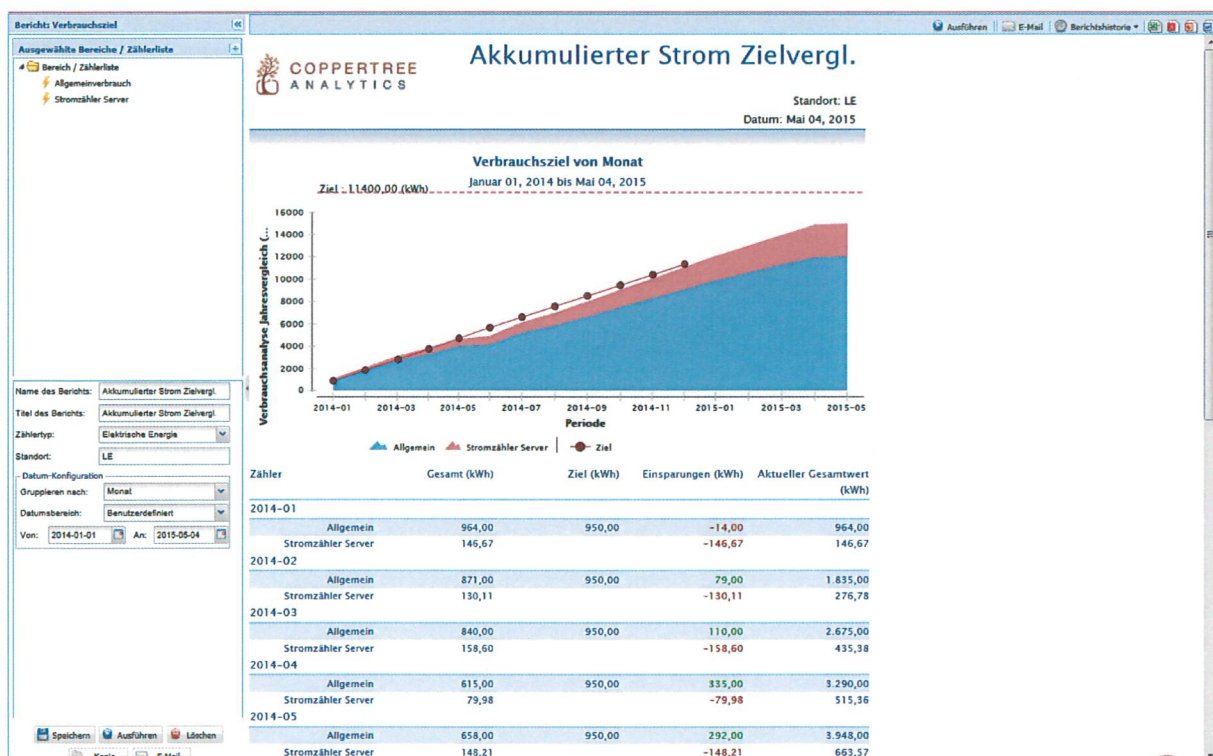 Bericht: Verbrauchsziel
Ausführen E-Mail Berichtshistorie
Ausgewählte Bereiche / Zählerliste
Bereich / Zählerliste
Allgemeinverbrauch
Stromzähler Server
COPPERTREE
ANALYTICS
Akkumulierter Strom Zielvergl.
Standort: LE
Datum: Mai 04, 2015
Verbrauchsziel von Monat
Januar 01, 2014 bis Mai 04, 2015
Ziel : 11400,00 (kWh)
Verbrauchsanalyse Jahresvergleich (...
16000
14000
12000
10000
8000
6000
4000
2000
0
2014-01 2014-03 2014-05 2014-07 2014-09 2014-11 2015-01 2015-03 2015-05
Periode
Allgemein Stromzähler Server Ziel
Name des Berichts: Akkumulierter Strom Zielvergl.
Titel des Berichts: Akkumulierter Strom Zielvergl.
Zählertyp: Elektrische Energie
Standort: LE
Datum-Konfiguration
Gruppieren nach: Monat
Datumsbereich: Benutzerdefiniert
Von: 2014-01-01 An: 2015-05-04
Speichern Ausführen Löschen
Kopie E-Mail
Zähler Gesamt (kWh) Ziel (kWh) Einsparungen (kWh) Aktueller Gesamtwert
(kWh)
2014-01
Allgemein 964,00 950,00 -14,00 964,00
Stromzähler Server 146,67 -146,67 146,67
2014-02
Allgemein 871,00 950,00 79,00 1.835,00
Stromzähler Server 130,11 -130,11 276,78
2014-03
Allgemein 840,00 950,00 110,00 2.675,00
Stromzähler Server 158,60 -158,60 435,38
2014-04
Allgemein 615,00 950,00 335,00 3.290,00
Stromzähler Server 79,98 -79,98 515,36
2014-05
Allgemein 658,00 950,00 292,00 3.948,00
Stromzähler Server 148,21 -148,21 663,57